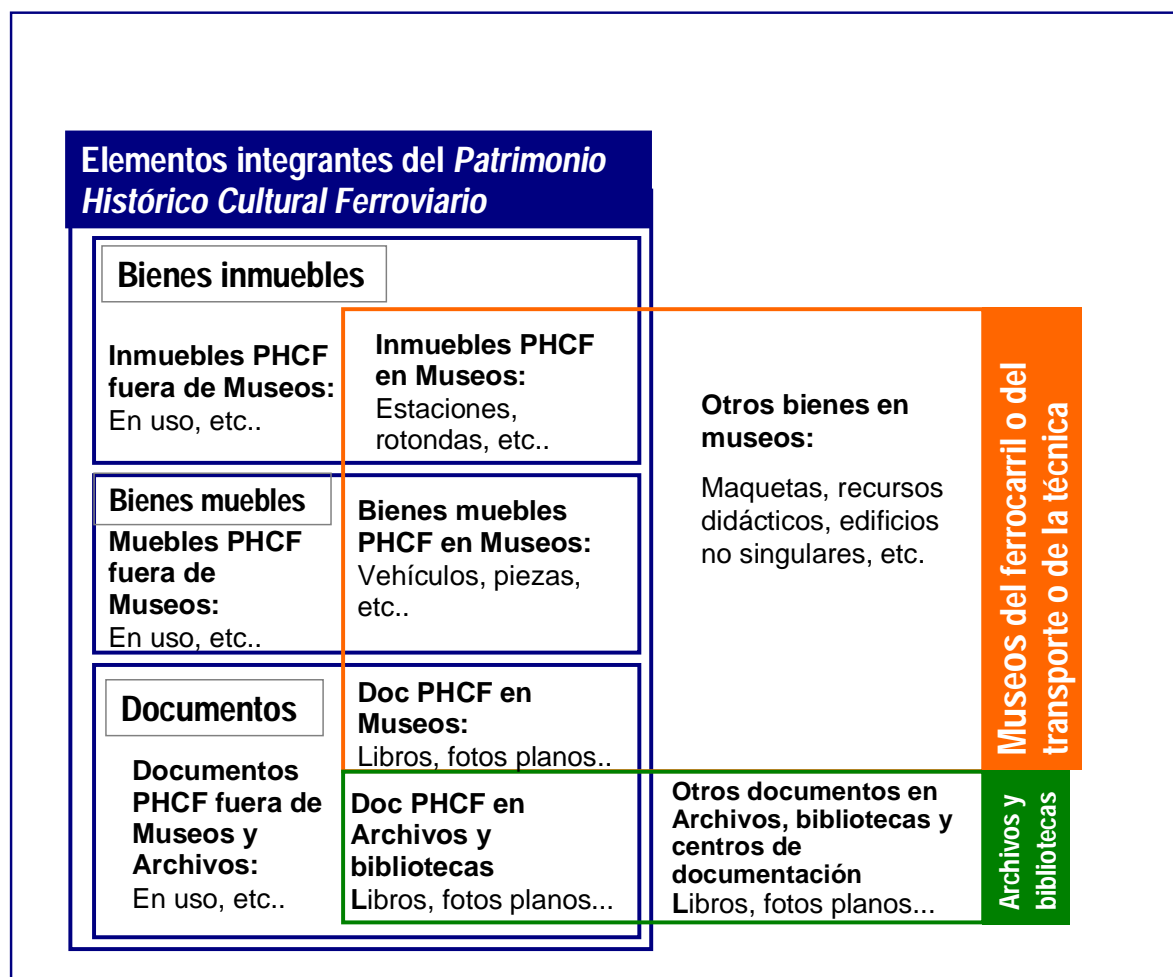 Elementos integrantes del Patrimonio
Histórico Cultural Ferroviario
Bienes inmuebles
Inmuebles PHCF
fuera de Museos:
En uso, etc..
Inmuebles PHCF
en Museos:
Estaciones,
rotondas, etc..
Otros bienes en
museos:
Maquetas, recursos
didácticos, edificios
no singulares, etc.
Bienes muebles
Muebles PHCF
fuera de
Museos:
En uso, etc..
Bienes muebles
PHCF en Museos:
Vehículos, piezas,
etc..
Documentos
Documentos
PHCF fuera de
Museos y
Archivos:
En uso, etc..
Doc PHCF en
Museos:
Libros, fotos planos..
Doc PHCF en
Archivos y
bibliotecas
Libros, fotos planos...
Otros documentos en
Archivos, bibliotecas y
centros de
documentación
Libros, fotos planos...
Museos del ferrocarril o del
transporte o de la técnica
Archivos y
bibliotecas